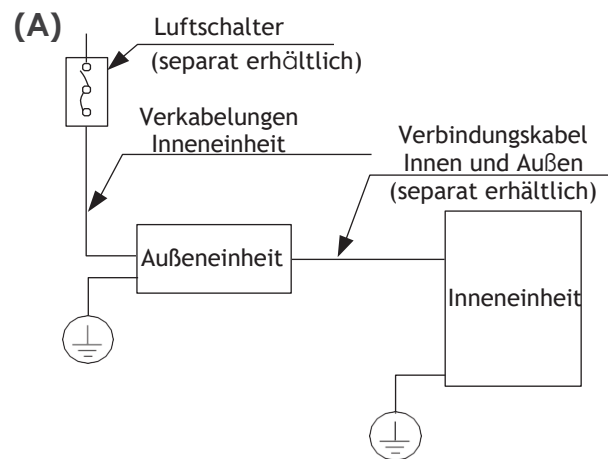 (A)
Luftschalter
(separat erhältlich)
Verkabelungen
Inneneinheit
Verbindungskabel
Innen und Außen
(separat erhältlich)
Außeneinheit
Inneneinheit